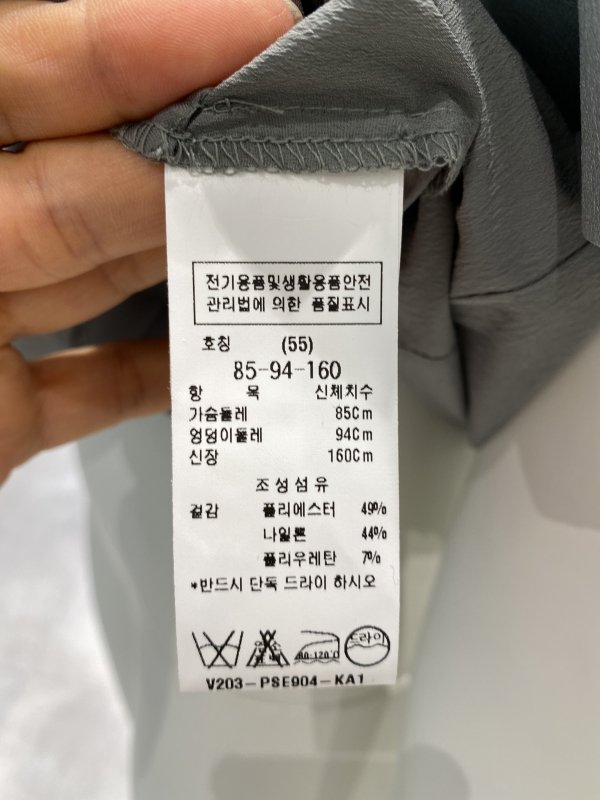 전기용품및생활용품안전
관리법에 의한 품질표시
호칭 (55)
85-94-160
항 목 신체치수
가슴둘레 85Cm
엉덩이둘레 94Cm
신장 160Cm
조성섬유
겉감 폴리에스터 49%
나일론 44%
폴리우레탄 7%
*반드시 단독 드라이 하시오
80-120℃ 드라이
V203-PSE904-KA1